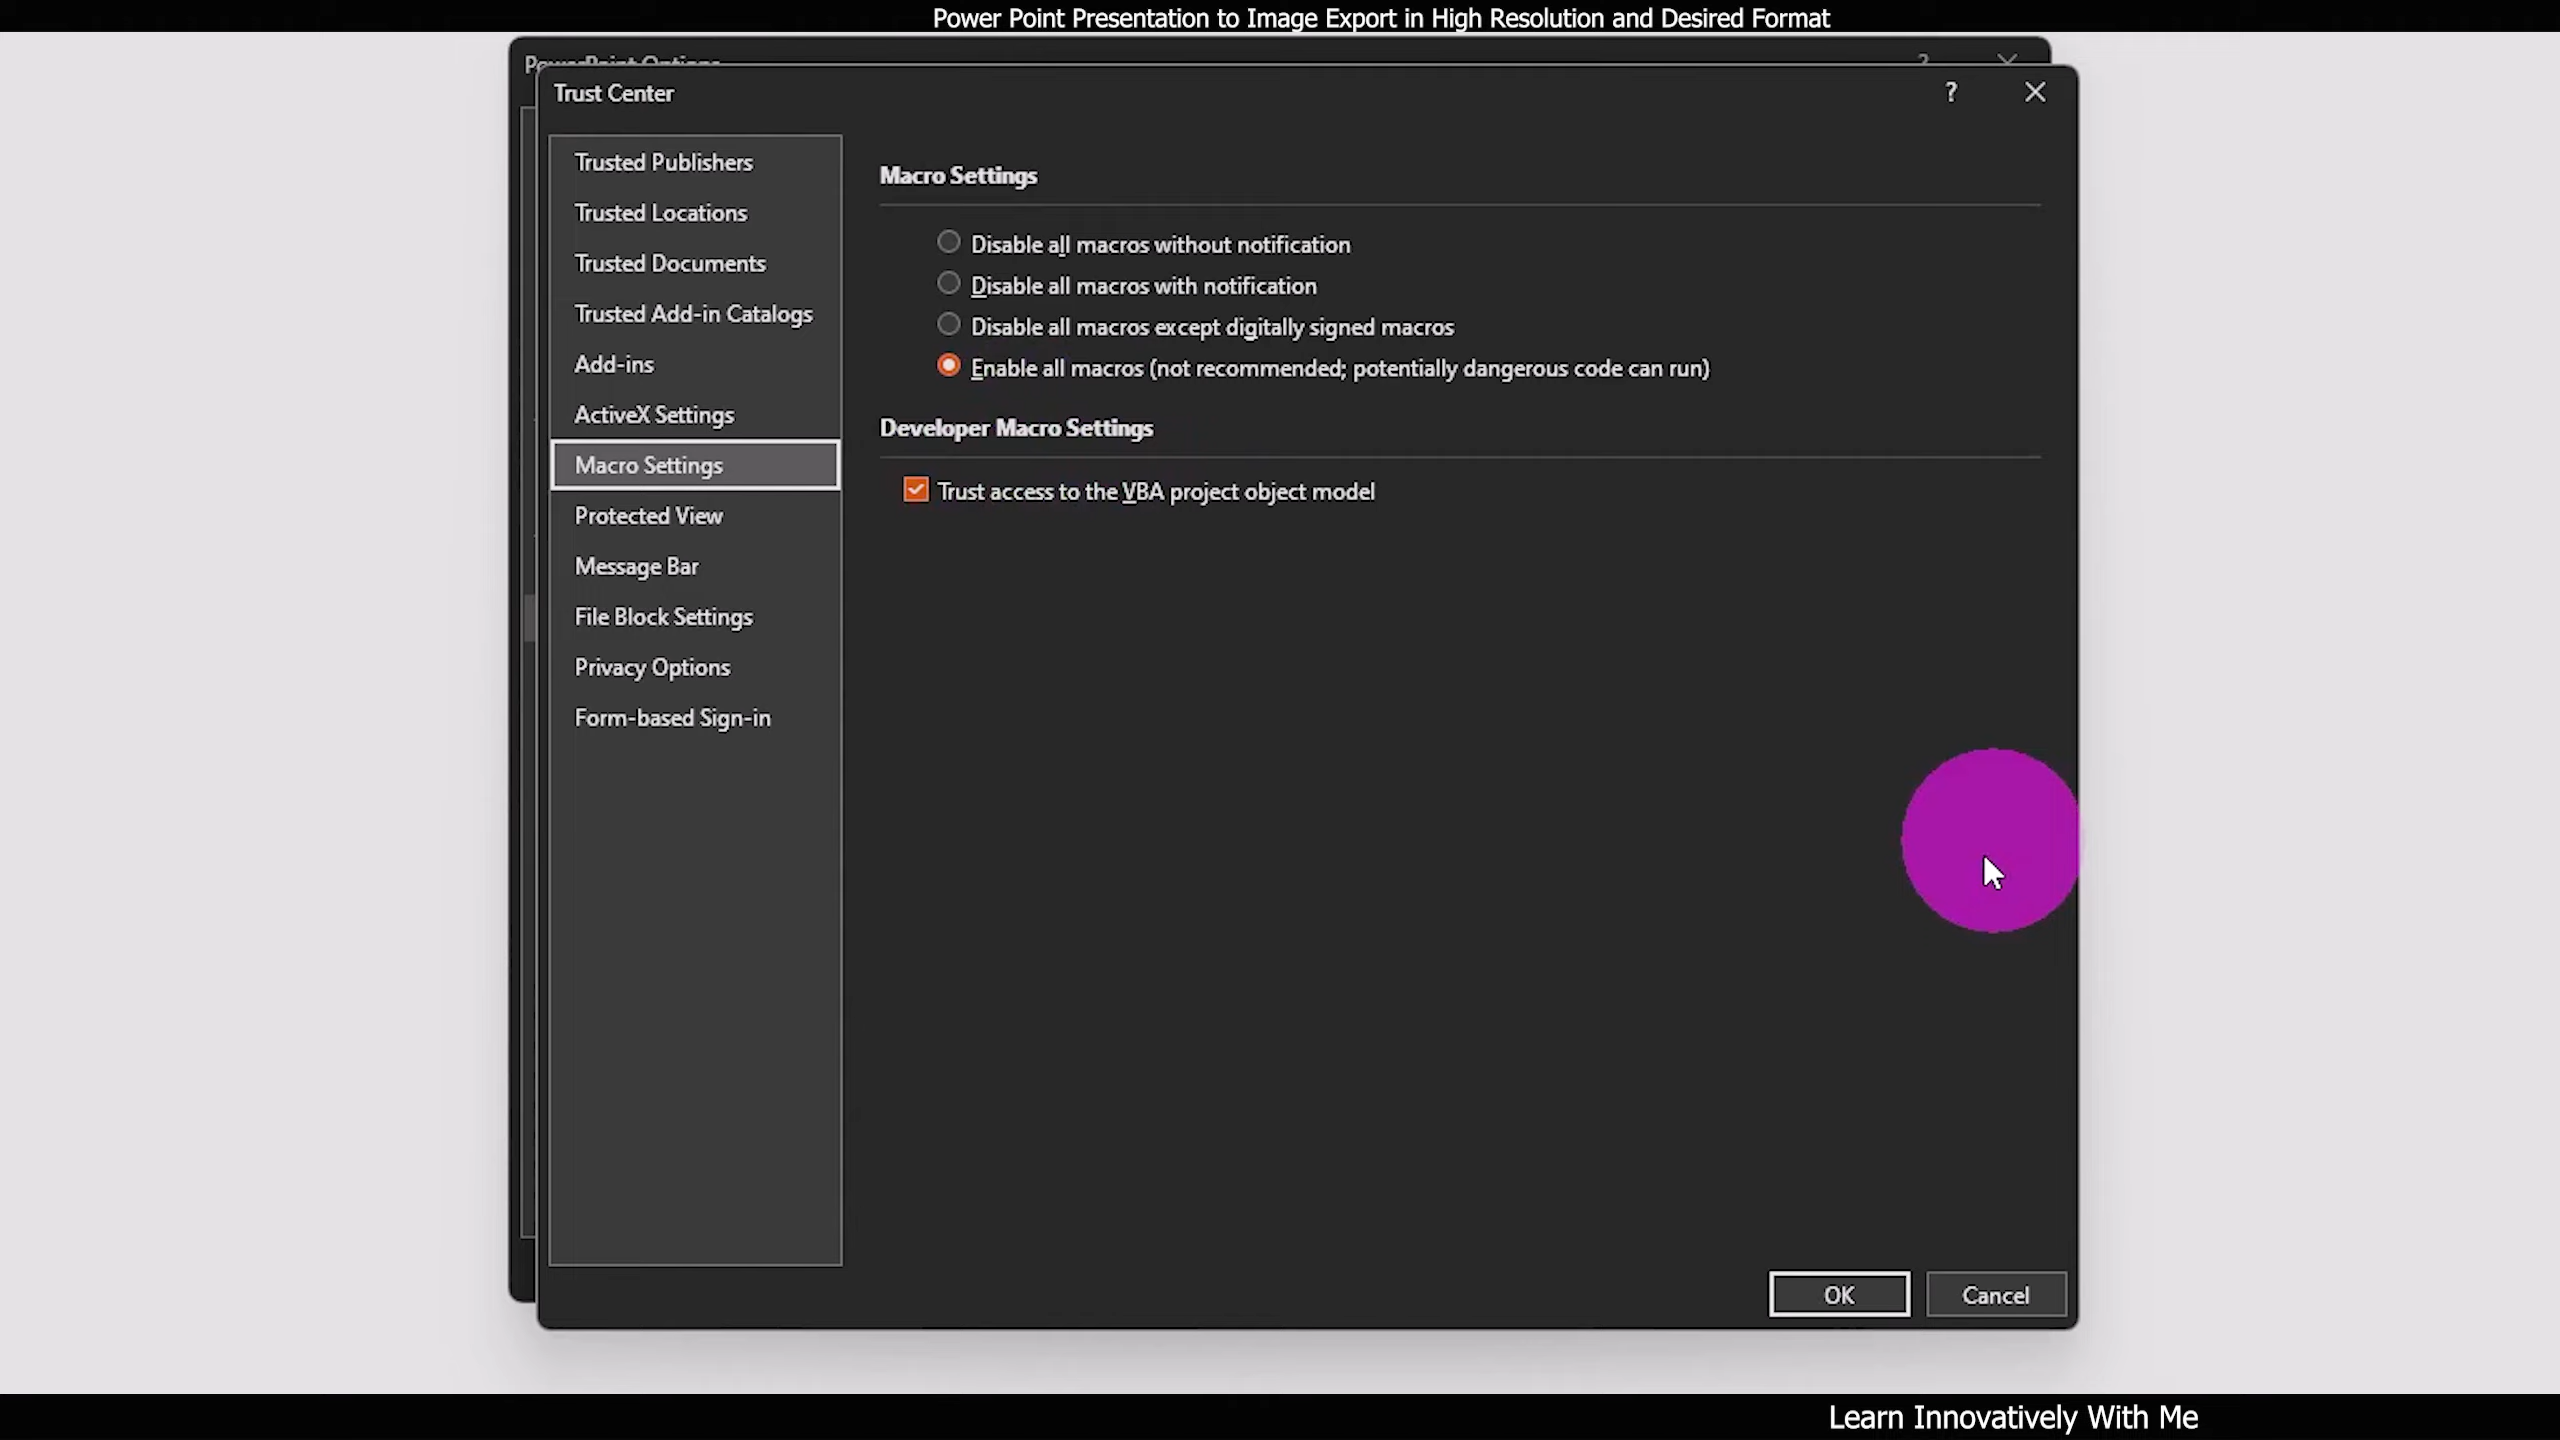 Power Point Presentation to Image Export in High Resolution and Desired Format
PowerPoint Options
?
Trust Center
?
Trusted Publishers
Trusted Locations
Trusted Documents
Trusted Add-in Catalogs
Add-ins
ActiveX Settings
Macro Settings
Protected View
Message Bar
File Block Settings
Privacy Options
Form-based Sign-in
Macro Settings
Disable all macros without notification
Disable all macros with notification
Disable all macros except digitally signed macros
Enable all macros (not recommended; potentially dangerous code can run)
Developer Macro Settings
Trust access to the VBA project object model
OK
Cancel
Learn Innovatively With Me